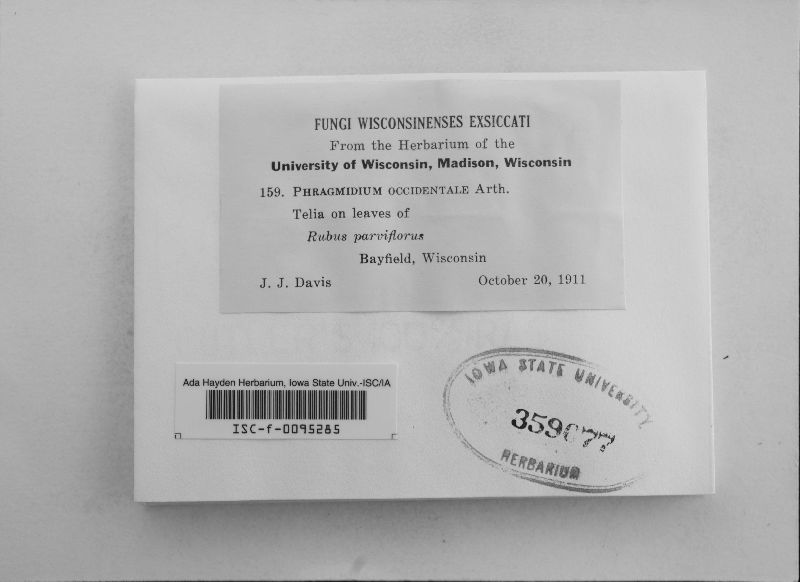 FUNGI WISCONSINENSES EXSICCATI
From the Herbarium of the
University of Wisconsin, Madison, Wisconsin
159. PHRAGMIDIUM OCCIDENTALE Arth.
Telia on leaves of
Rubus parviflorus
Bayfield, Wisconsin
J. J. Davis October 20, 1911
Ada Hayden Herbarium, Iowa State Univ.-ISC/IA
ISC-f-0095285
IOWA STATE UNIVERSITY
HERBARIUM